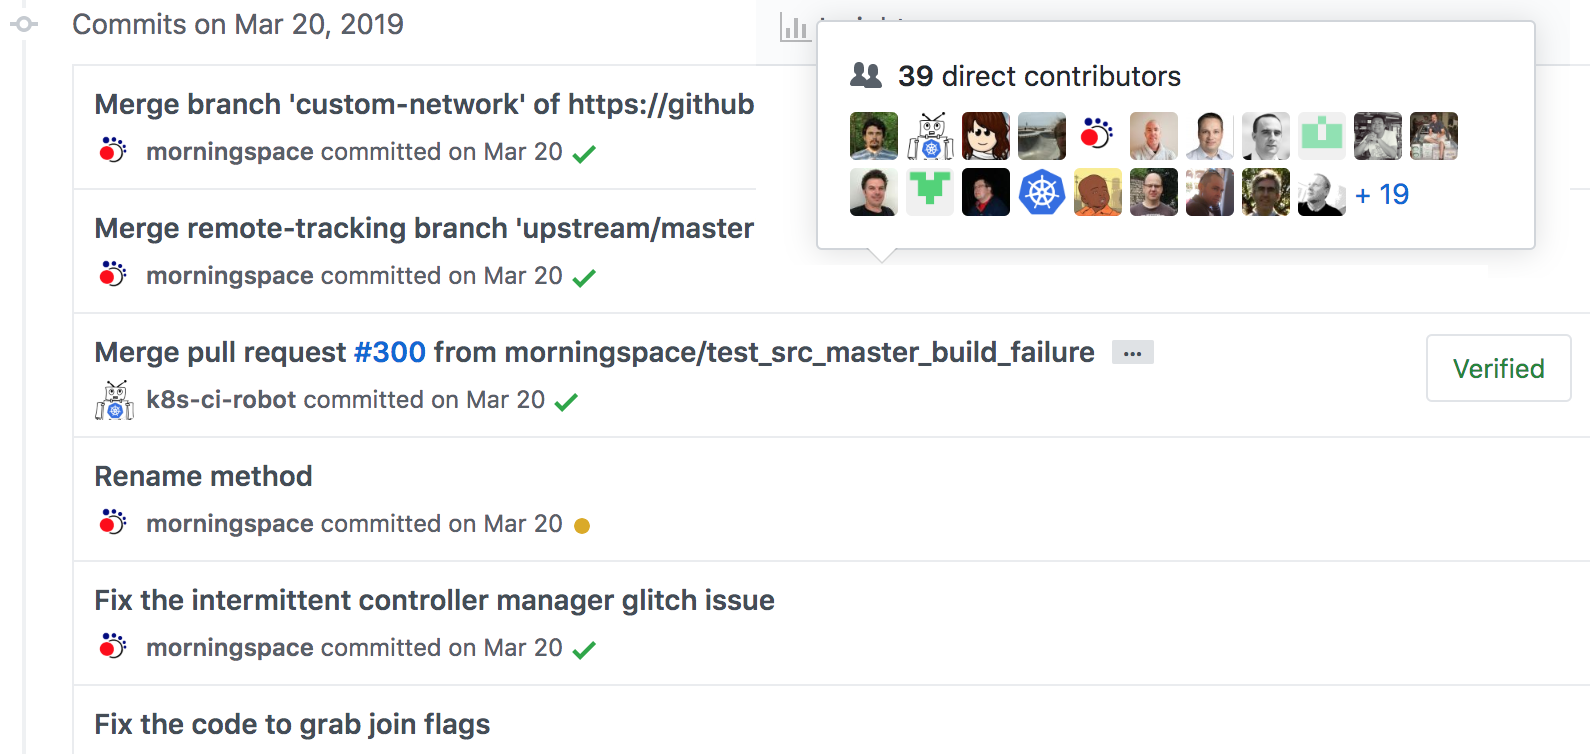 Commits on Mar 20, 2019
39 direct contributors
+ 19
Merge branch 'custom-network' of https://github
morningspace committed on Mar 20
Merge remote-tracking branch 'upstream/master
morningspace committed on Mar 20
Merge pull request #300 from morningspace/test_src_master_build_failure ...
Verified
k8s-ci-robot committed on Mar 20
Rename method
morningspace committed on Mar 20
Fix the intermittent controller manager glitch issue
morningspace committed on Mar 20
Fix the code to grab join flags